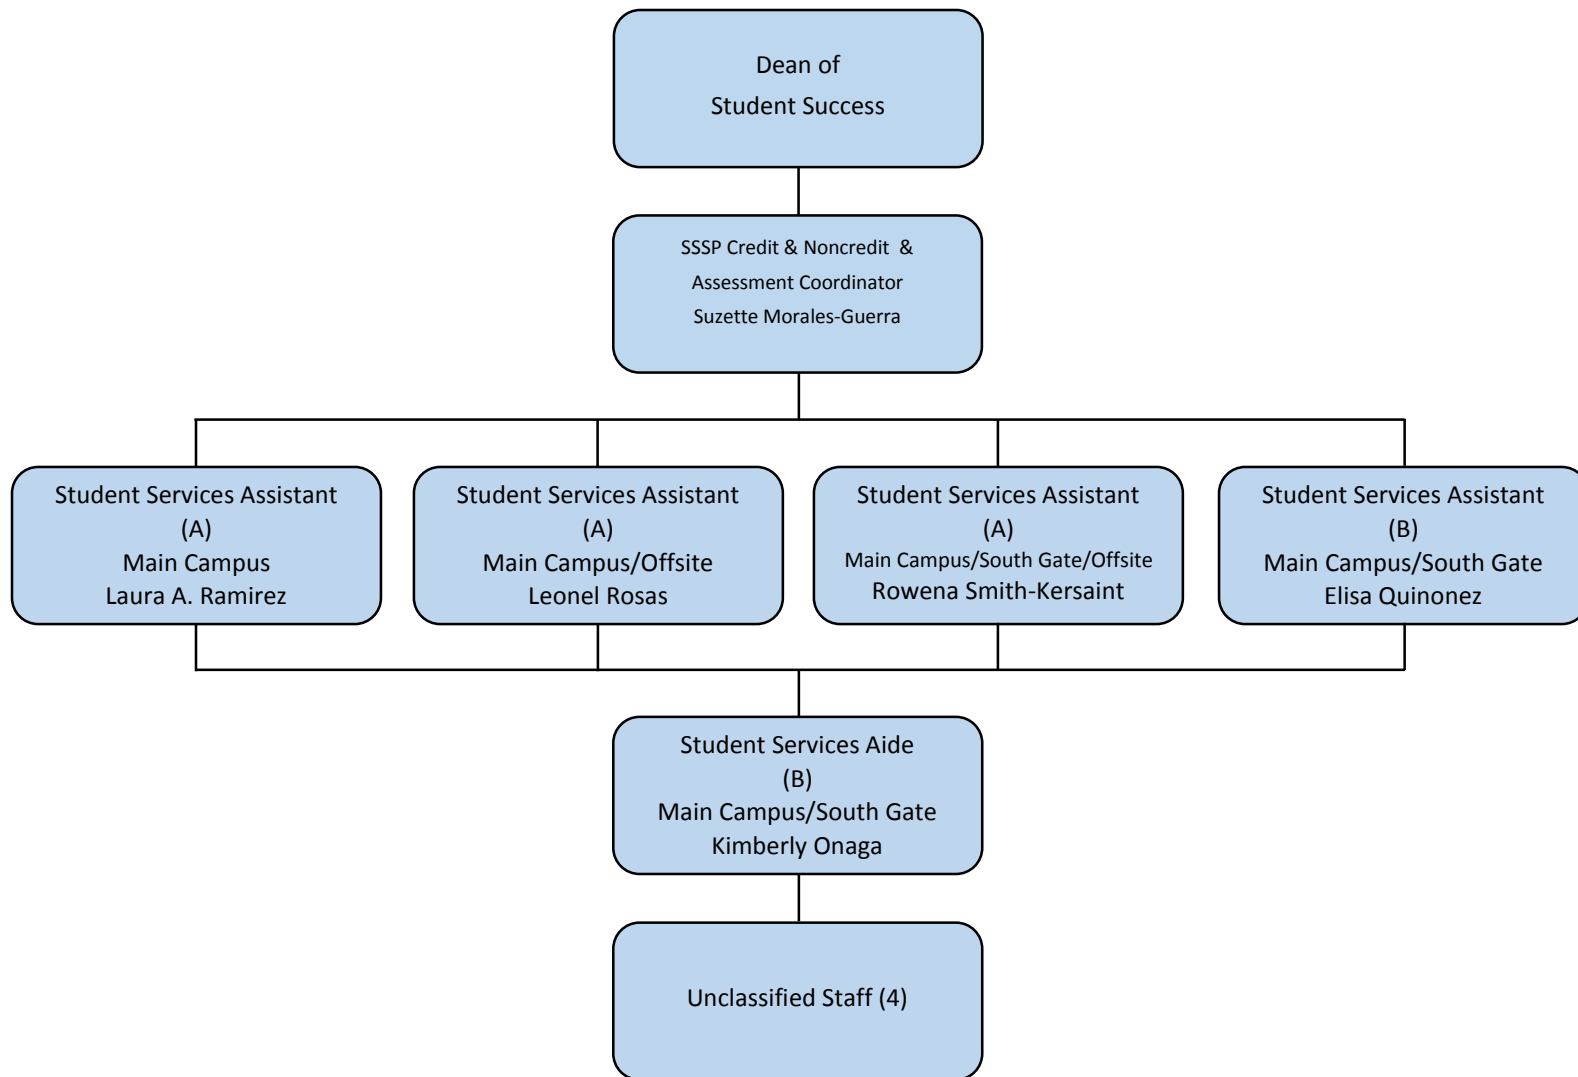 Dean of
Student Success
SSSP Credit & Noncredit &
Assessment Coordinator
Suzette Morales-Guerra
Student Services Assistant
(A)
Main Campus
Laura A. Ramirez
Student Services Assistant
(A)
Main Campus/Offsite
Leonel Rosas
Student Services Assistant
(A)
Main Campus/South Gate/Offsite
Rowena Smith-Kersaint
Student Services Assistant
(B)
Main Campus/South Gate
Elisa Quinonez
Student Services Aide
(B)
Main Campus/South Gate
Kimberly Onaga
Unclassified Staff (4)